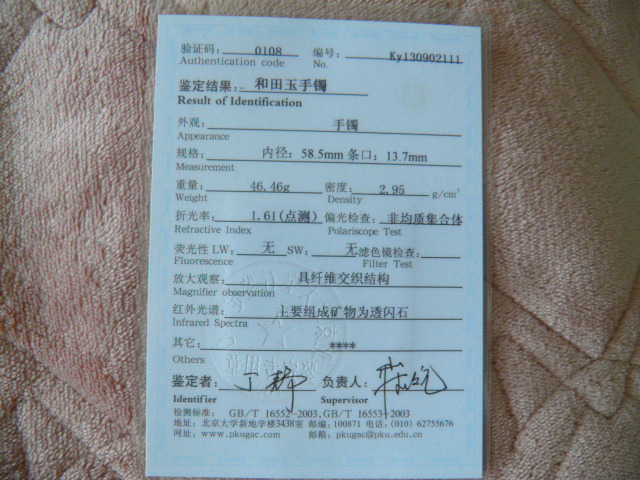 验证码: 0108 编号: Ky130902111
Authentication code No.
鉴定结果: 和田玉手镯
Result of Identification
外观: 手镯
Appearance
规格: 内径: 58.5mm 条口: 13.7mm
Measurement
重量: 46.46g 密度: 2.95 g/cm³
Weight Density
折光率: 1.61(点测) 偏光检查: 非均质集合体
Refractive Index Polariscope Test
荧光性 LW: 无 SW: 无 滤色镜检查:
Fluorescence Filter Test
放大观察: 具纤维交织结构
Magnifier observation
红外光谱: 主要组成矿物为透闪石
Infrared Spectra
其它: ****
Others
鉴定者: 负责人:
Identifier Supervisor
检测标准: GB/T 16552-2003, GB/T 16553-2003
地址: 北京大学新地学楼3438室 邮编: 100871 电话: (010) 62755676
网址: www.pkugac.com 邮箱: pkugac@pku.edu.cn